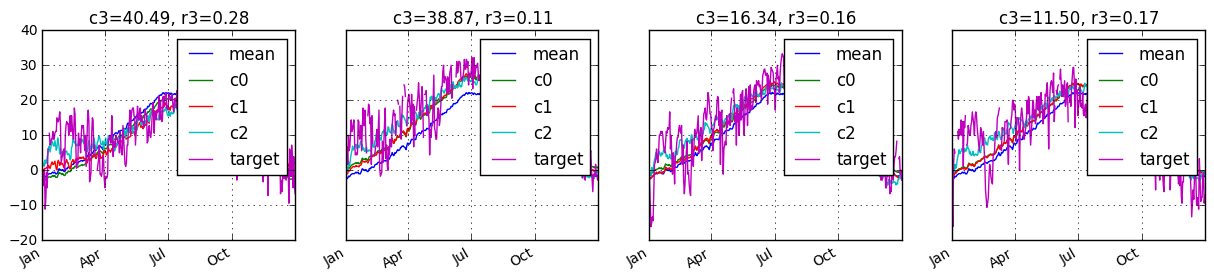 c3=40.49, r3=0.28
c3=38.87, r3=0.11
c3=16.34, r3=0.16
c3=11.50, r3=0.17
40
30
20
10
0
−10
−20
mean
c0
c1
c2
target
mean
c0
c1
c2
target
mean
c0
c1
c2
target
mean
c0
c1
c2
target
Jan Apr Jul Oct
Jan Apr Jul Oct
Jan Apr Jul Oct
Jan Apr Jul Oct